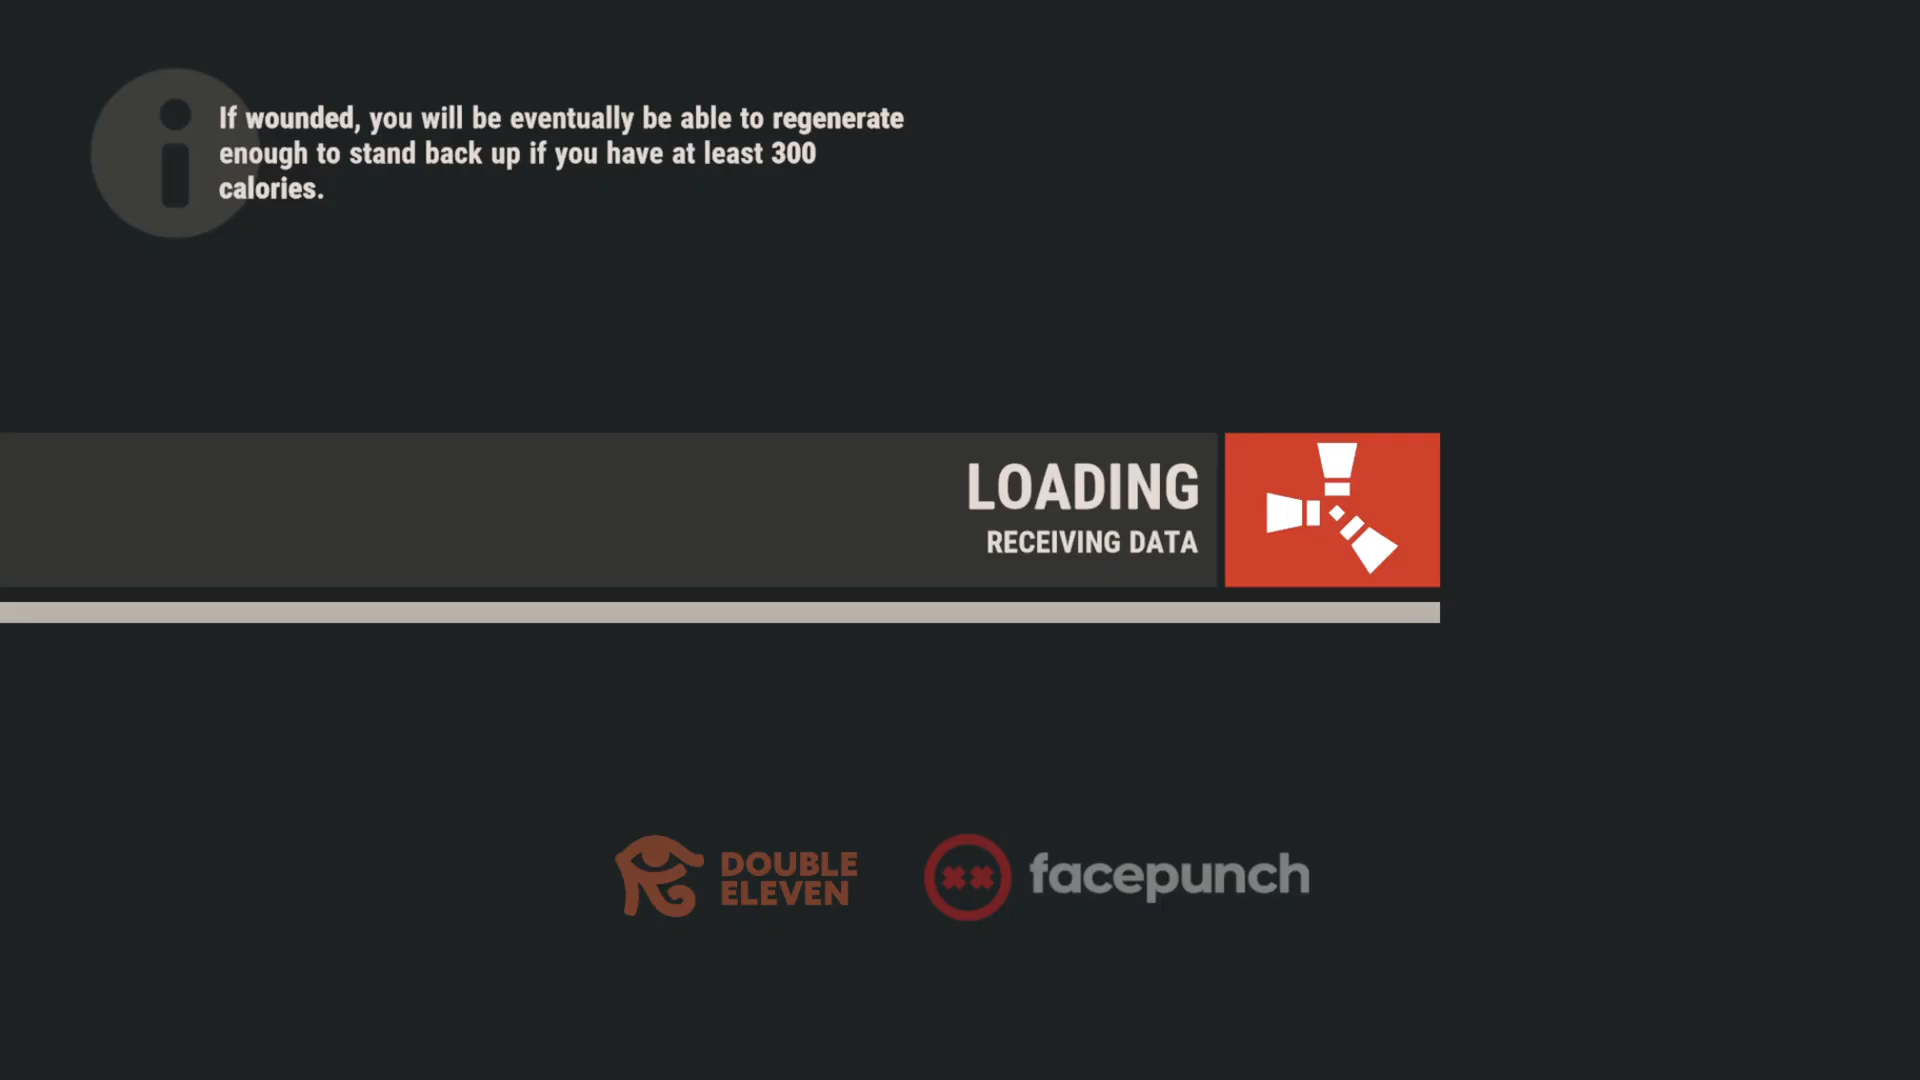 If wounded, you will be eventually be able to regenerate
enough to stand back up if you have at least 300
calories.
LOADING
RECEIVING DATA
DOUBLE
ELEVEN
facepunch